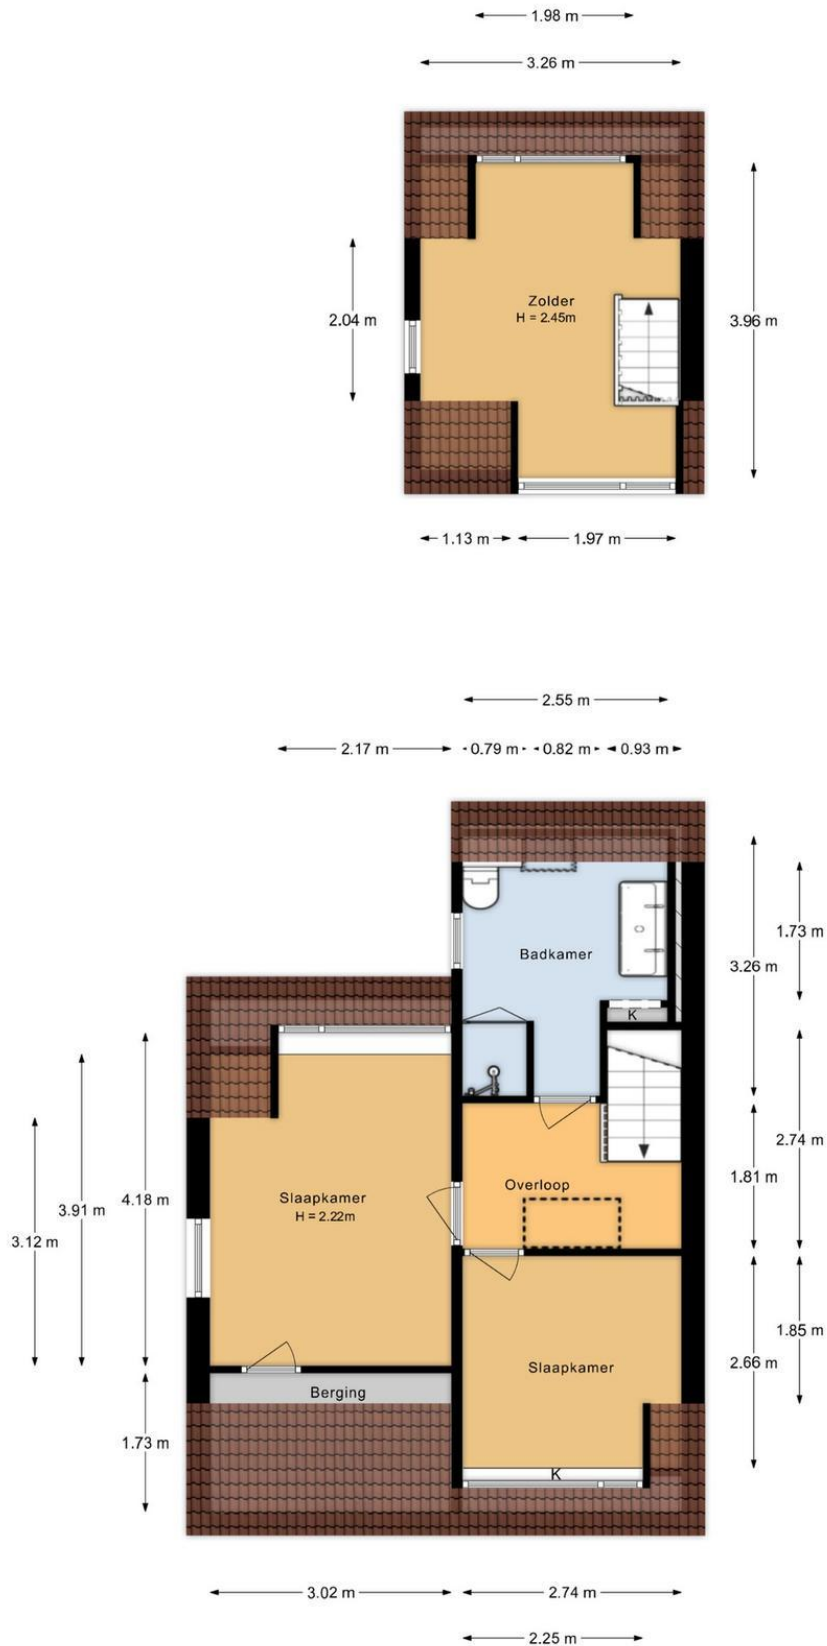 1.98 m
3.26 m
Zolder
H = 2.45m
2.04 m
3.96 m
1.13 m
1.97 m
2.55 m
2.17 m
0.79 m
0.82 m
0.93 m
Badkamer
1.73 m
3.26 m
K
Slaapkamer
H = 2.22m
Overloop
3.12 m
3.91 m
4.18 m
1.81 m
2.74 m
Slaapkamer
2.66 m
1.85 m
Berging
1.73 m
K
3.02 m
2.74 m
2.25 m